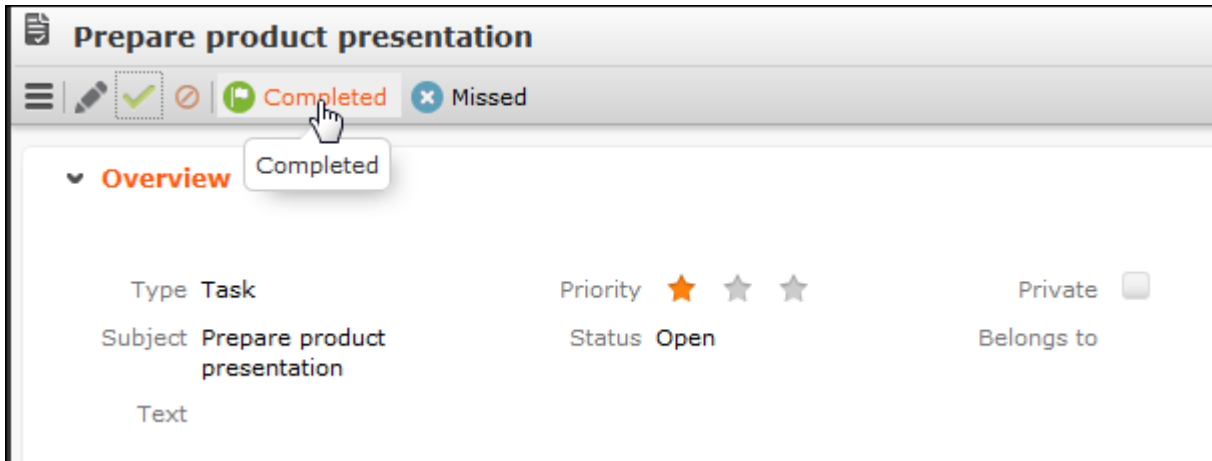 Prepare product presentation
Completed Missed
Completed
Overview
Type Task Priority Private
Subject Prepare product Status Open Belongs to
presentation
Text